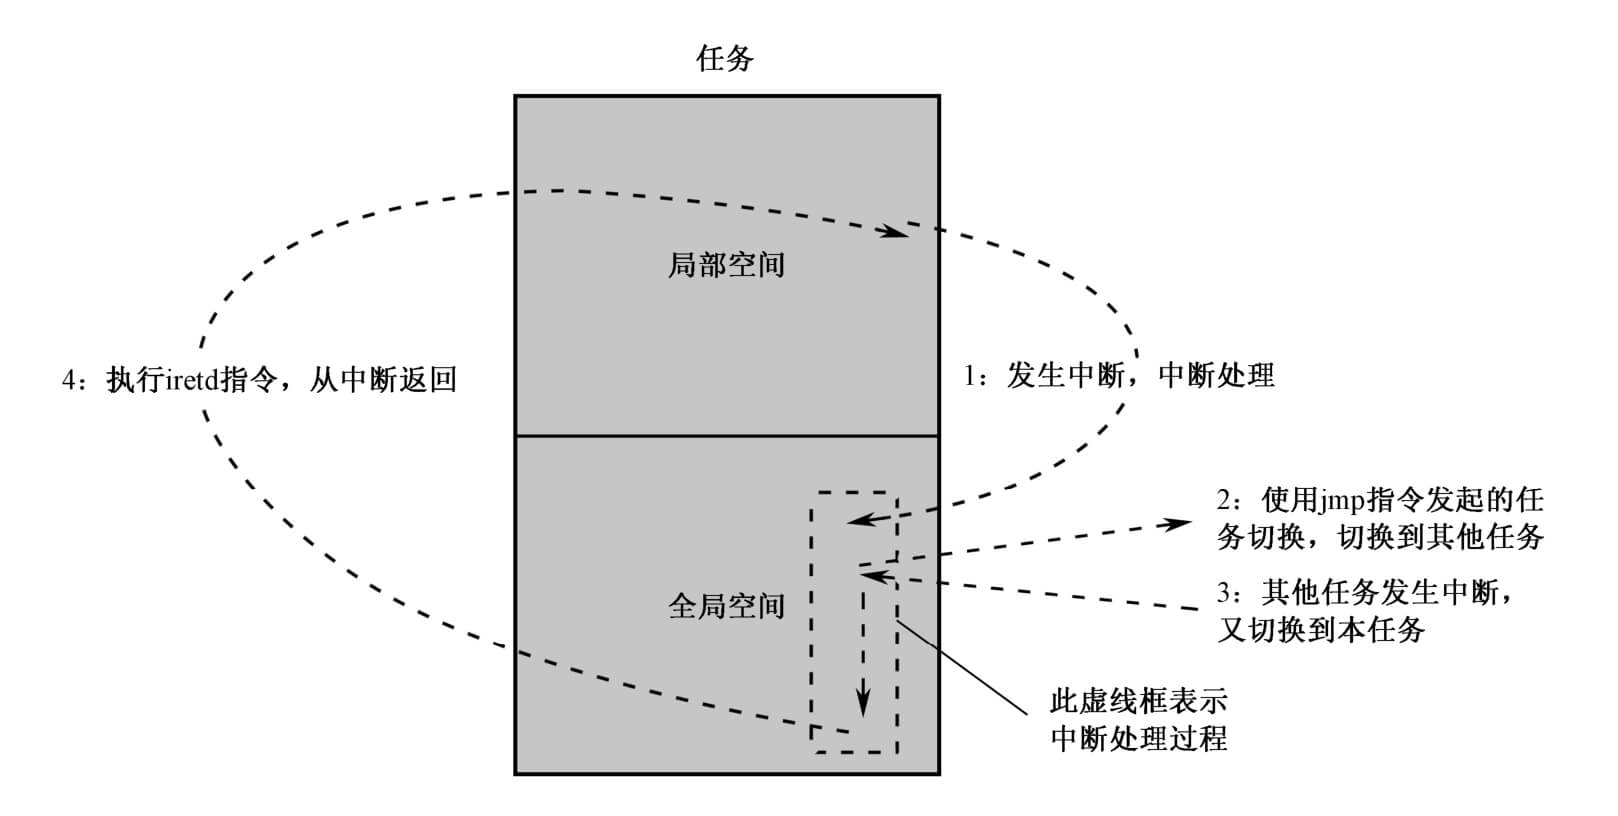 任务
局部空间
4：执行iretd指令，从中断返回
1：发生中断，中断处理
2：使用jmp指令发起的任
务切换，切换到其他任务
3：其他任务发生中断，
又切换到本任务
全局空间
此虚线框表示
中断处理过程